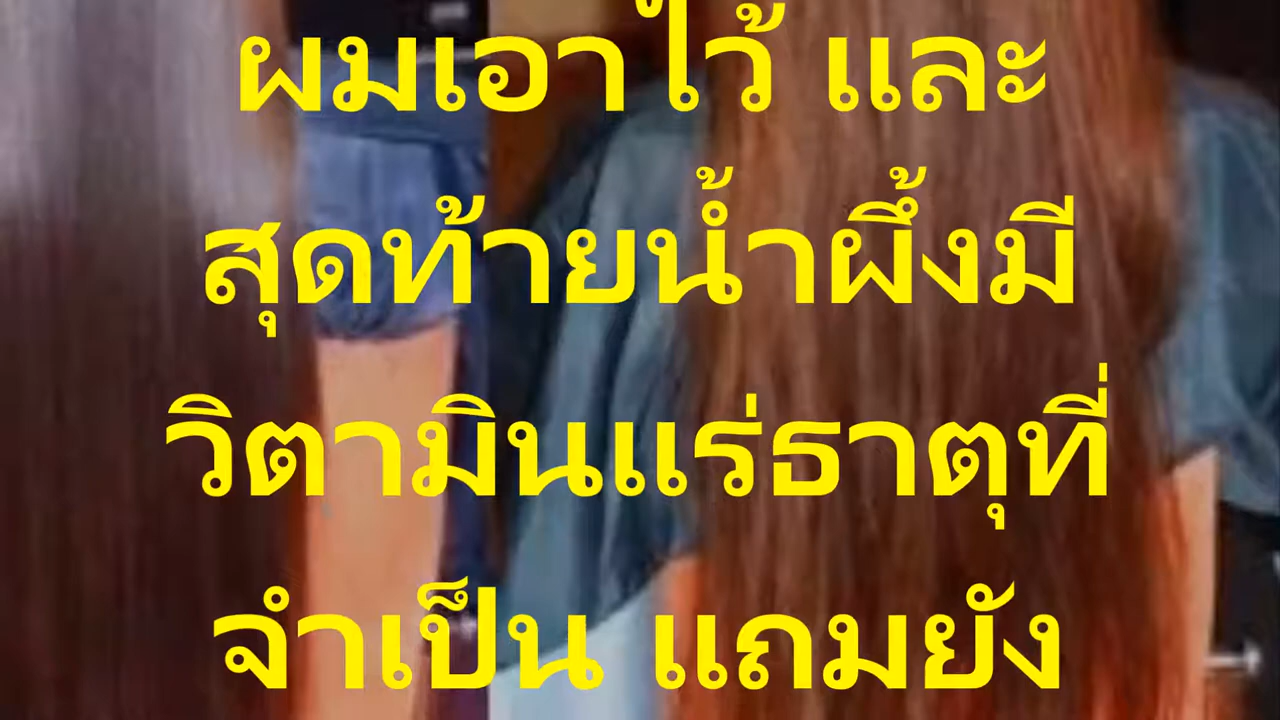 ผมเอาไว้ และ
สุดท้ายน้ำผึ้งมี
วิตามินแร่ธาตุที่
จำเป็น แถมยัง